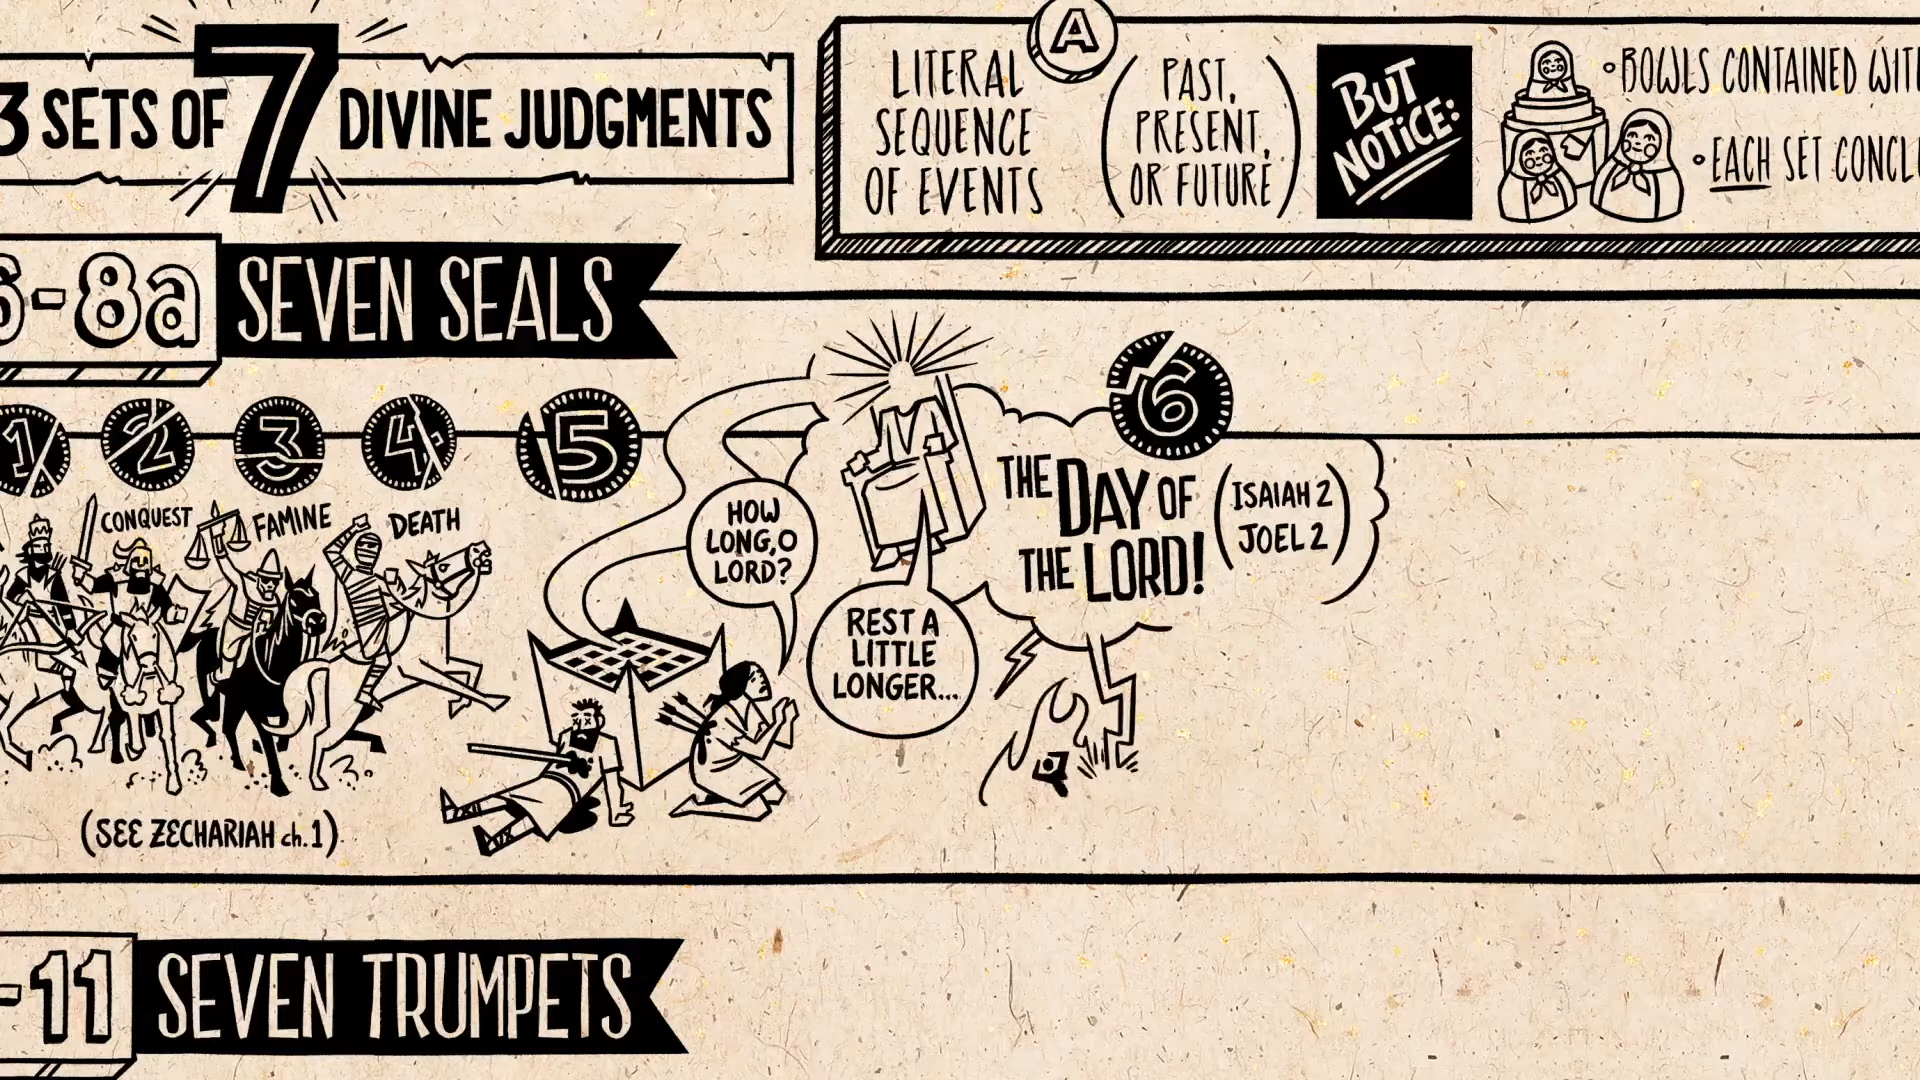 3 SETS OF 7 DIVINE JUDGMENTS
A
LITERAL
SEQUENCE
OF EVENTS
(PAST,
PRESENT,
OR FUTURE)
BUT
NOTICE:
•BOWLS CONTAINED
•EACH SET
6-8a SEVEN SEALS
1
2
3
4
5
6
CONQUEST
FAMINE
DEATH
(SEE ZECHARIAH ch.1)
HOW
LONG, O
LORD?
REST A
LITTLE
LONGER...
THE DAY OF
THE LORD!
(ISAIAH 2
JOEL 2)
-11 SEVEN TRUMPETS